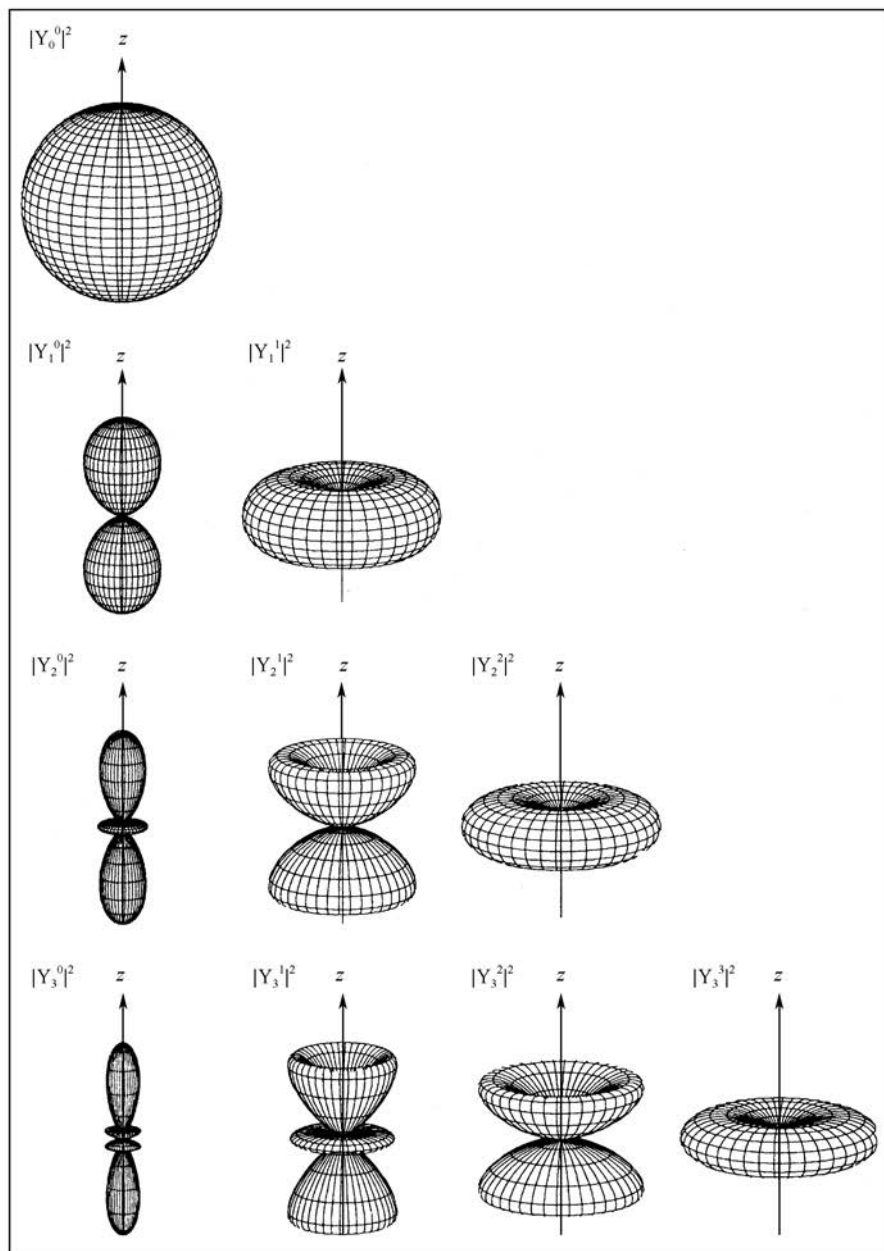 |Y₀⁰|² z
|Y₁⁰|² z |Y₁¹|² z
|Y₂⁰|² z |Y₂¹|² z |Y₂²|² z
|Y₃⁰|² z |Y₃¹|² z |Y₃²|² z |Y₃³|² z